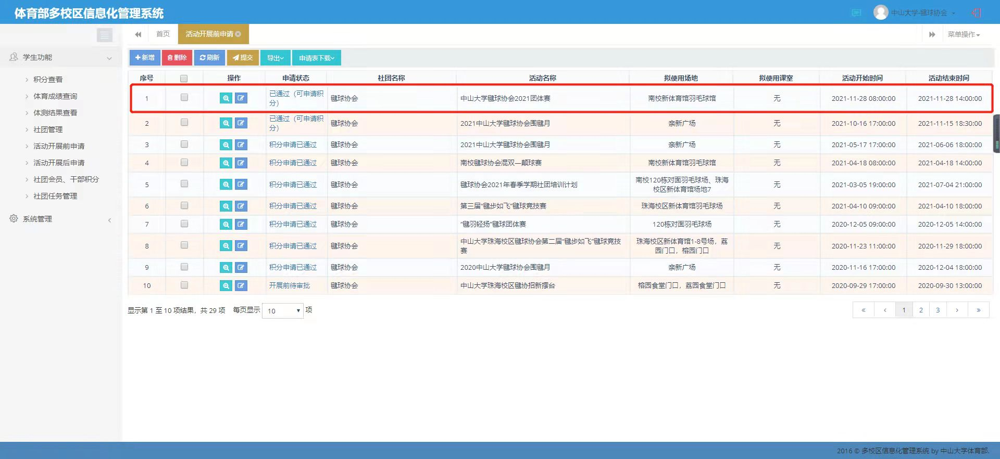 体育部多校区信息化管理系统
中山大学-毽球协会
首页
活动开展前申请
菜单操作
学生功能
积分查看
体育成绩查询
体测结果查看
社团管理
活动开展前申请
活动开展后申请
社团会员、干部积分
社团任务管理
系统管理
新增 删除 刷新 提交 导出 申请表下载
序号 操作 申请状态 社团名称 活动名称 拟使用场地 拟使用课室 活动开始时间 活动结束时间
1 已通过（可申请积分） 毽球协会 中山大学毽球协会2021团体赛 南校新体育馆羽毛球馆 无 2021-11-28 08:00:00 2021-11-28 14:00:00
2 已通过（可申请积分） 毽球协会 2021中山大学毽球协会围毽月 亲新广场 无 2021-10-16 17:00:00 2021-11-15 18:30:00
3 积分申请已通过 毽球协会 2021中山大学毽球协会围毽月 亲新广场 无 2021-05-17 17:00:00 2021-06-06 18:00:00
4 积分申请已通过 毽球协会 南校毽球协会混双—颠球赛 南校新体育馆羽毛球馆 无 2021-04-18 08:00:00 2021-04-18 14:00:00
5 积分申请已通过 毽球协会 毽球协会2021年春季学期社团培训计划 南校120栋对面羽毛球场、珠海校区新体育馆场地7 无 2021-03-05 19:00:00 2021-07-04 21:00:00
6 积分申请已通过 毽球协会 第三届“毽步如飞”毽球竞技赛 珠海校区新体育馆羽毛球场 无 2021-04-10 09:00:00 2021-04-10 18:00:00
7 积分申请已通过 毽球协会 “毽羽轻扬”毽球团体赛 120栋对面羽毛球场 无 2020-12-05 09:00:00 2020-12-05 14:00:00
8 积分申请已通过 毽球协会 中山大学珠海校区毽球协会第二届“毽步如飞”毽球竞技赛 珠海校区新体育馆1-8号场，荔园门口，榕园门口 无 2020-11-23 11:00:00 2020-11-29 18:00:00
9 积分申请已通过 毽球协会 2020中山大学毽球协会围毽月 亲新广场 无 2020-11-16 17:00:00 2020-12-04 18:00:00
10 开展前待审批 毽球协会 中山大学珠海校区毽协招新摆台 榕园食堂门口，荔园食堂门口 无 2020-09-29 17:00:00 2020-09-30 13:00:00
显示第 1 至 10 项结果，共 29 项 每页显示 10 项
« ‹ 1 2 3 › »
2016 © 多校区信息化管理系统 by 中山大学体育部.